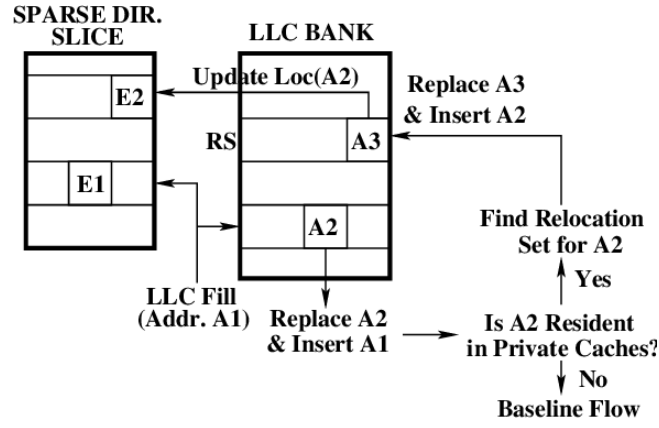 SPARSE DIR.
SLICE
LLC BANK
Update Loc(A2)
Replace A3
& Insert A2
E2
RS
A3
E1
A2
Find Relocation
Set for A2
Yes
LLC Fill
(Addr. A1)
Replace A2
& Insert A1
Is A2 Resident
in Private Caches?
No
Baseline Flow